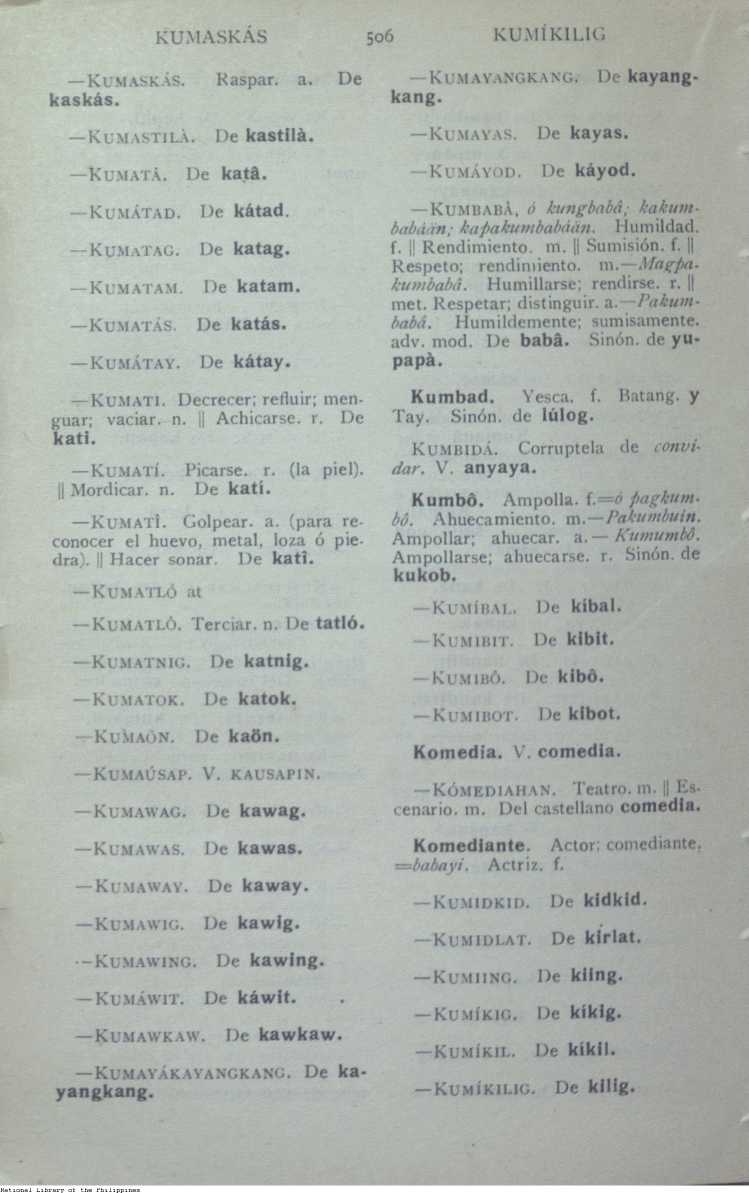 KUMASKÁS 506 KUMÍKILIG
—KUMASKÁS. Raspar. a. De
kaskás.
—KUMASTILÀ. De kastilà.
—KUMATÂ. De katâ.
—KUMÁTAD. De kátad.
—KUMATAG. De katag.
—KUMATAM. De katam.
—KUMATÁS. De katás.
—KUMÁTAY. De kátay.
—KUMATI. Decrecer; refluir; men-
guar; vaciar. n. || Achicarse. r. De
kati.
—KUMATÍ. Picarse. r. (la piel).
|| Mordicar. n. De katí.
—KUMATÎ. Golpear. a. (para re-
conocer el huevo, metal, loza ó pie-
dra). || Hacer sonar. De katî.
—KUMATLÓ at
—KUMATLÔ. Terciar. n. De tatló.
—KUMATNIG. De katnig.
—KUMATOK. De katok.
—KUMAÖN. De kaön.
—KUMAÚSAP. V. KAUSAPIN.
—KUMAWAG. De kawag.
—KUMAWAS. De kawas.
—KUMAWAY. De kaway.
—KUMAWIG. De kawig.
—KUMAWING. De kawing.
—KUMÁWIT. De káwit.
—KUMAWKAW. De kawkaw.
—KUMAYÁKAYANGKANG. De ka-
yangkang.
—KUMAYANGKANG. De kayang-
kang.
—KUMAYAS. De kayas.
—KUMÁYOD. De káyod.
—KUMBABÂ, ó kungbabâ; kakum-
babáän; kapakumbabáän. Humildad.
f. || Rendimiento. m. || Sumisión. f. ||
Respeto; rendimiento. m.—Magpa-
kumbabâ. Humillarse; rendirse. r. ||
met. Respetar; distinguir. a.—Pakum-
babâ. Humildemente; sumisamente.
adv. mod. De babâ. Sinón. de yu-
papà.
Kumbad. Yesca. f. Batang. y
Tay. Sinón. de lúlog.
KUMBIDÁ. Corruptela de convi-
dar. V. anyaya.
Kumbô. Ampolla. f.=ó pagkum-
bô. Ahuecamiento. m.—Pakumbuin.
Ampollar; ahuecar. a.—Kumumbô.
Ampollarse; ahuecarse. r. Sinón. de
kukob.
—KUMÍBAL. De kibal.
—KUMIBIT. De kibit.
—KUMIBÔ. De kibô.
—KUMIBOT. De kibot.
Komedia. V. comedia.
—KÓMEDIAHAN. Teatro. m. || Es-
cenario. m. Del castellano comedia.
Komediante. Actor; comediante.
=babayi. Actriz. f.
—KUMIDKID. De kidkid.
—KUMIDLAT. De kirlat.
—KUMIING. De kiing.
—KUMÍKIG. De kíkig.
—KUMÍKIL. De kíkil.
—KUMÍKILIG. De kilig.
National Library of the Philippines